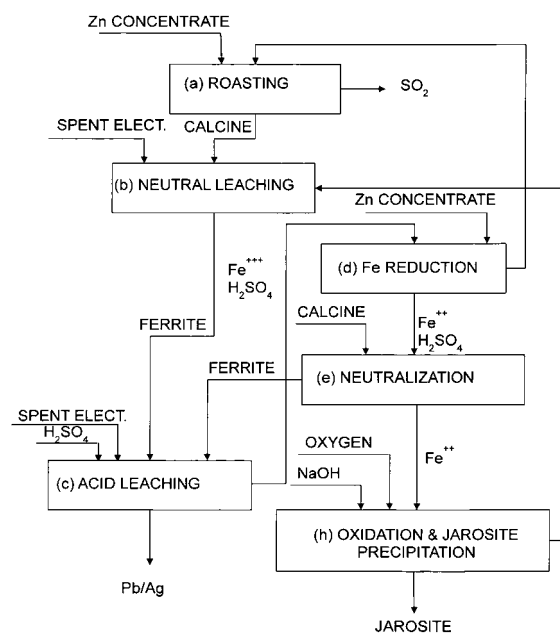 Zn CONCENTRATE
(a) ROASTING
SO₂
SPENT ELECT.
CALCINE
(b) NEUTRAL LEACHING
Zn CONCENTRATE
(d) Fe REDUCTION
Fe⁺⁺⁺
H₂SO₄
FERRITE
CALCINE
Fe⁺⁺
H₂SO₄
FERRITE
(e) NEUTRALIZATION
SPENT ELECT.
H₂SO₄
(c) ACID LEACHING
OXYGEN
Fe⁺⁺
NaOH
(h) OXIDATION & JAROSITE
PRECIPITATION
Pb/Ag
JAROSITE